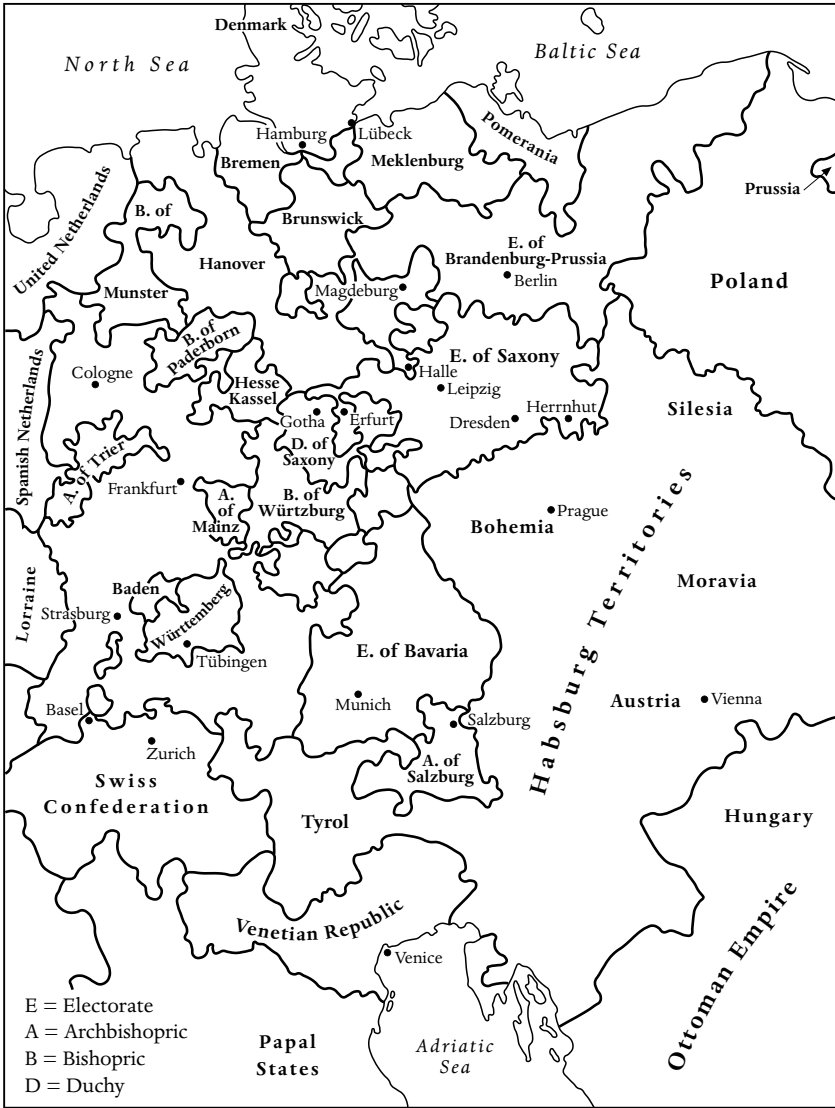 Denmark
North Sea
Baltic Sea
Hamburg
Lübeck
Bremen
Meklenburg
Pomerania
Prussia
United Netherlands
B. of
Munster
Brunswick
Hanover
E. of
Brandenburg-Prussia
Berlin
Magdeburg
Poland
B. of
Paderborn
Spanish Netherlands
Cologne
Hesse
Kassel
E. of Saxony
Halle
Leipzig
Gotha
Erfurt
Dresden
Herrnhut
Silesia
D. of
Saxony
A. of Trier
Frankfurt
A.
of
Mainz
B. of
Würtzburg
Bohemia
Prague
Habsburg Territories
Moravia
Lorraine
Baden
Strasburg
Württemberg
Tübingen
E. of Bavaria
Munich
Austria
Vienna
Basel
Zurich
Salzburg
A. of
Salzburg
Swiss
Confederation
Tyrol
Hungary
Venetian Republic
Venice
Ottoman Empire
E = Electorate
A = Archbishopric
B = Bishopric
D = Duchy
Papal
States
Adriatic
Sea